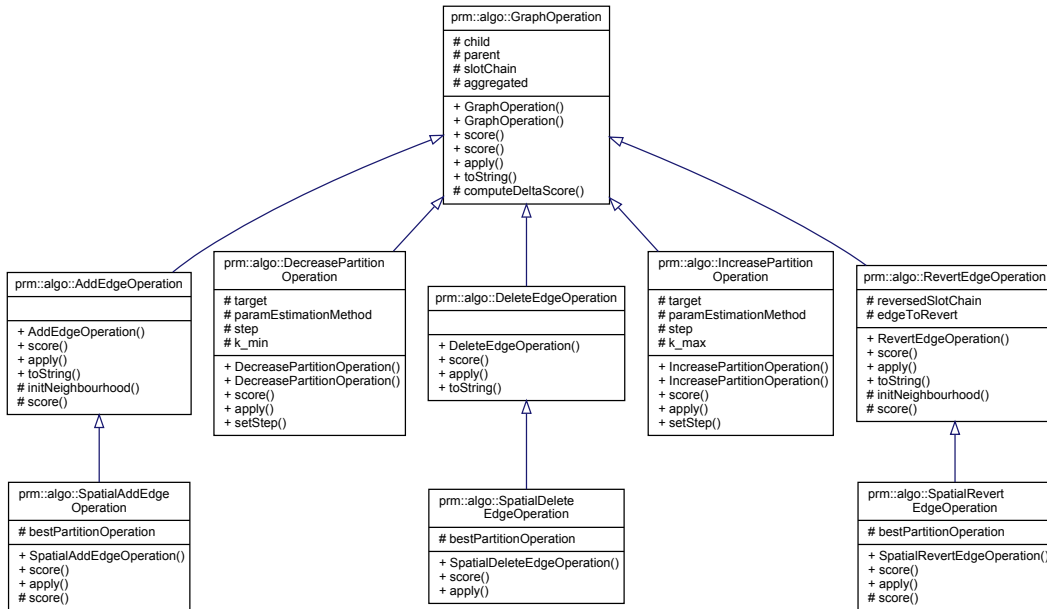 prm::algo::GraphOperation
# child
# parent
# slotChain
# aggregated
+ GraphOperation()
+ GraphOperation()
+ score()
+ score()
+ apply()
+ toString()
# computeDeltaScore()
prm::algo::AddEdgeOperation
+ AddEdgeOperation()
+ score()
+ apply()
+ toString()
# initNeighbourhood()
# score()
prm::algo::DecreasePartition
Operation
# target
# paramEstimationMethod
# step
# k_min
+ DecreasePartitionOperation()
+ DecreasePartitionOperation()
+ score()
+ apply()
+ setStep()
prm::algo::DeleteEdgeOperation
+ DeleteEdgeOperation()
+ score()
+ apply()
+ toString()
prm::algo::IncreasePartition
Operation
# target
# paramEstimationMethod
# step
# k_max
+ IncreasePartitionOperation()
+ IncreasePartitionOperation()
+ score()
+ apply()
+ setStep()
prm::algo::RevertEdgeOperation
# reversedSlotChain
# edgeToRevert
+ RevertEdgeOperation()
+ score()
+ apply()
+ toString()
# initNeighbourhood()
# score()
prm::algo::SpatialAddEdge
Operation
# bestPartitionOperation
+ SpatialAddEdgeOperation()
+ score()
+ apply()
# score()
prm::algo::SpatialDelete
EdgeOperation
# bestPartitionOperation
+ SpatialDeleteEdgeOperation()
+ score()
+ apply()
prm::algo::SpatialRevert
EdgeOperation
# bestPartitionOperation
+ SpatialRevertEdgeOperation()
+ score()
+ apply()
# score()